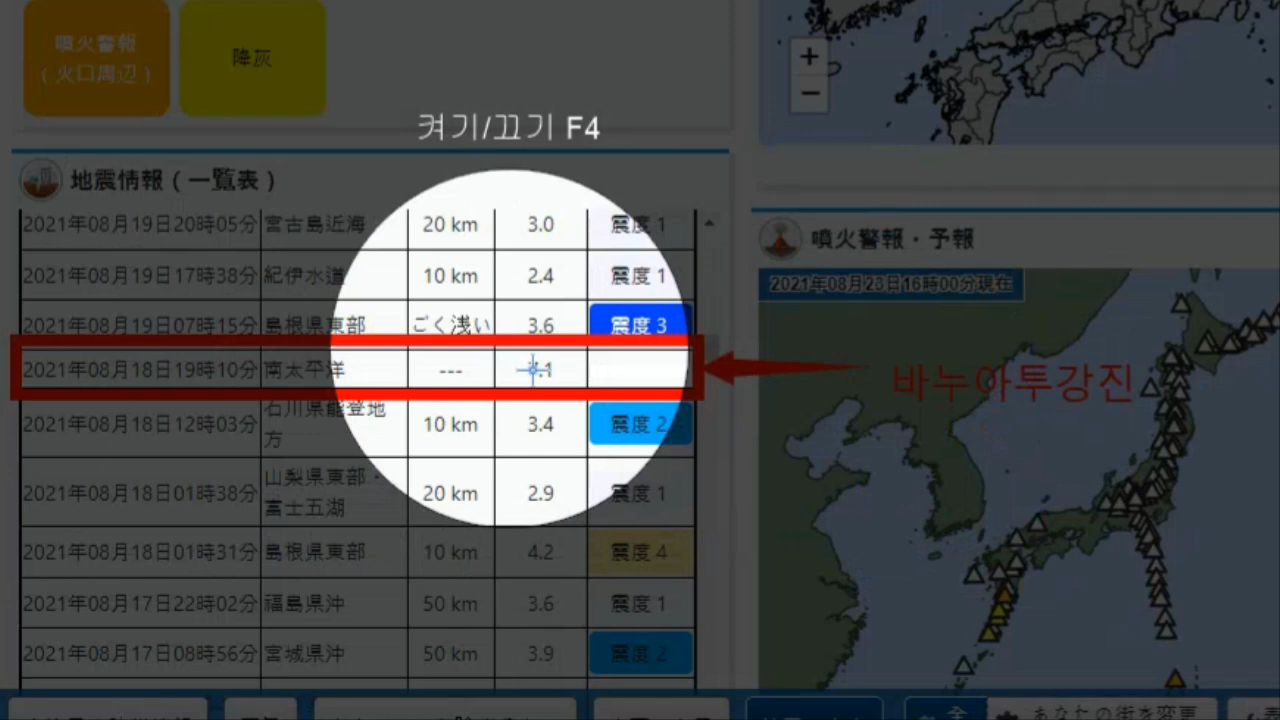 噴火警報
（火口周辺）
降灰
켜기/끄기 F4
地震情報（一覧表）
2021年08月19日20時05分 宮古島近海 20 km 3.0 震度1
2021年08月19日17時38分 紀伊水道 10 km 2.4 震度1
2021年08月19日07時15分 島根県東部 ごく浅い 3.6 震度3
2021年08月18日19時10分 南太平洋 --- .1
2021年08月18日12時03分 石川県能登地方 10 km 3.4 震度2
2021年08月18日01時38分 山梨県東部・富士五湖 20 km 2.9 震度1
2021年08月18日01時31分 島根県東部 10 km 4.2 震度4
2021年08月17日22時02分 福島県沖 50 km 3.6 震度1
2021年08月17日08時56分 宮城県沖 50 km 3.9 震度2
+
−
噴火警報・予報
2021年08月23日16時00分現在
바누아투강진
あなたの街を変更